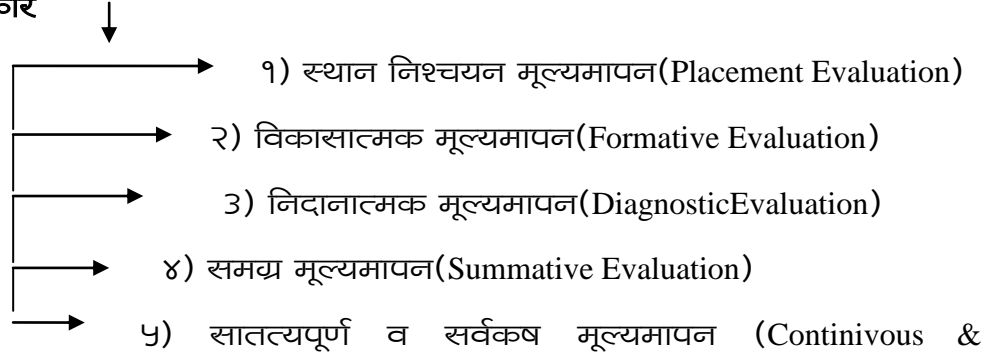 १) स्थान निश्चयन मूल्यमापन(Placement Evaluation)
२) विकासात्मक मूल्यमापन(Formative Evaluation)
३) निदानात्मक मूल्यमापन(DiagnosticEvaluation)
४) समग्र मूल्यमापन(Summative Evaluation)
५) सातत्यपूर्ण व सर्वकष मूल्यमापन (Continivous &